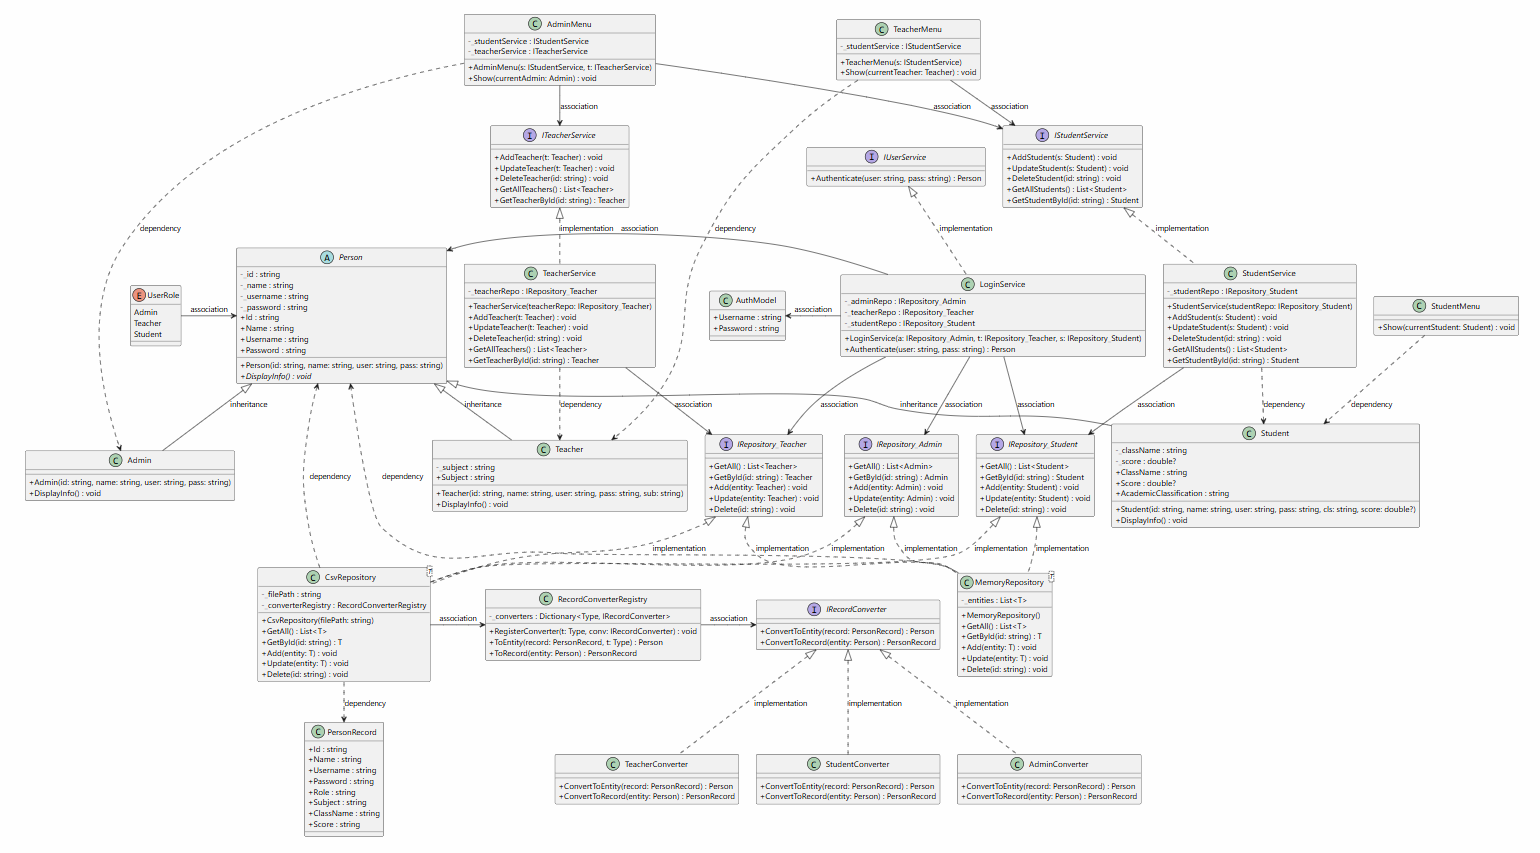 C AdminMenu
-_studentService : IStudentService
-_teacherService : ITeacherService
+AdminMenu(s: IStudentService, t: ITeacherService)
+Show(currentAdmin: Admin) : void
C TeacherMenu
-_studentService : IStudentService
+TeacherMenu(s: IStudentService)
+Show(currentTeacher: Teacher) : void
association
association
association
I ITeacherService
+AddTeacher(t: Teacher) : void
+UpdateTeacher(t: Teacher) : void
+DeleteTeacher(id: string) : void
+GetAllTeachers() : List<Teacher>
+GetTeacherById(id: string) : Teacher
I IUserService
+Authenticate(user: string, pass: string) : Person
I IStudentService
+AddStudent(s: Student) : void
+UpdateStudent(s: Student) : void
+DeleteStudent(id: string) : void
+GetAllStudents() : List<Student>
+GetStudentById(id: string) : Student
dependency
implementation
association
dependency
implementation
implementation
E UserRole
Admin
Teacher
Student
association
A Person
-_id : string
-_name : string
-_username : string
-_password : string
+Id : string
+Name : string
+Username : string
+Password : string
+Person(id: string, name: string, user: string, pass: string)
+DisplayInfo() : void
C TeacherService
-_teacherRepo : IRepository_Teacher
+TeacherService(teacherRepo: IRepository_Teacher)
+AddTeacher(t: Teacher) : void
+UpdateTeacher(t: Teacher) : void
+DeleteTeacher(id: string) : void
+GetAllTeachers() : List<Teacher>
+GetTeacherById(id: string) : Teacher
C AuthModel
+Username : string
+Password : string
association
C LoginService
-_adminRepo : IRepository_Admin
-_teacherRepo : IRepository_Teacher
-_studentRepo : IRepository_Student
+LoginService(a: IRepository_Admin, t: IRepository_Teacher, s: IRepository_Student)
+Authenticate(user: string, pass: string) : Person
C StudentService
-_studentRepo : IRepository_Student
+StudentService(studentRepo: IRepository_Student)
+AddStudent(s: Student) : void
+UpdateStudent(s: Student) : void
+DeleteStudent(id: string) : void
+GetAllStudents() : List<Student>
+GetStudentById(id: string) : Student
C StudentMenu
+Show(currentStudent: Student) : void
inheritance
inheritance
dependency
association
association
inheritance
association
association
association
dependency
dependency
C Admin
+Admin(id: string, name: string, user: string, pass: string)
+DisplayInfo() : void
dependency
dependency
C Teacher
-_subject : string
+Subject : string
+Teacher(id: string, name: string, user: string, pass: string, sub: string)
+DisplayInfo() : void
I IRepository_Teacher
+GetAll() : List<Teacher>
+GetById(id: string) : Teacher
+Add(entity: Teacher) : void
+Update(entity: Teacher) : void
+Delete(id: string) : void
I IRepository_Admin
+GetAll() : List<Admin>
+GetById(id: string) : Admin
+Add(entity: Admin) : void
+Update(entity: Admin) : void
+Delete(id: string) : void
I IRepository_Student
+GetAll() : List<Student>
+GetById(id: string) : Student
+Add(entity: Student) : void
+Update(entity: Student) : void
+Delete(id: string) : void
C Student
-_className : string
-_score : double?
+ClassName : string
+Score : double?
+AcademicClassification : string
+Student(id: string, name: string, user: string, pass: string, cls: string, score: double?)
+DisplayInfo() : void
implementation
implementation
implementation
implementation
implementation
implementation
C CsvRepository
-_filePath : string
-_converterRegistry : RecordConverterRegistry
+CsvRepository(filePath: string)
+GetAll() : List<T>
+GetById(id: string) : T
+Add(entity: T) : void
+Update(entity: T) : void
+Delete(id: string) : void
association
C RecordConverterRegistry
-_converters : Dictionary<Type, IRecordConverter>
+RegisterConverter(t: Type, conv: IRecordConverter) : void
+ToEntity(record: PersonRecord, t: Type) : Person
+ToRecord(entity: Person) : PersonRecord
association
I IRecordConverter
+ConvertToEntity(record: PersonRecord) : Person
+ConvertToRecord(entity: Person) : PersonRecord
C MemoryRepository
-_entities : List<T>
+MemoryRepository()
+GetAll() : List<T>
+GetById(id: string) : T
+Add(entity: T) : void
+Update(entity: T) : void
+Delete(id: string) : void
dependency
implementation
implementation
implementation
C PersonRecord
+Id : string
+Name : string
+Username : string
+Password : string
+Role : string
+Subject : string
+ClassName : string
+Score : string
C TeacherConverter
+ConvertToEntity(record: PersonRecord) : Person
+ConvertToRecord(entity: Person) : PersonRecord
C StudentConverter
+ConvertToEntity(record: PersonRecord) : Person
+ConvertToRecord(entity: Person) : PersonRecord
C AdminConverter
+ConvertToEntity(record: PersonRecord) : Person
+ConvertToRecord(entity: Person) : PersonRecord